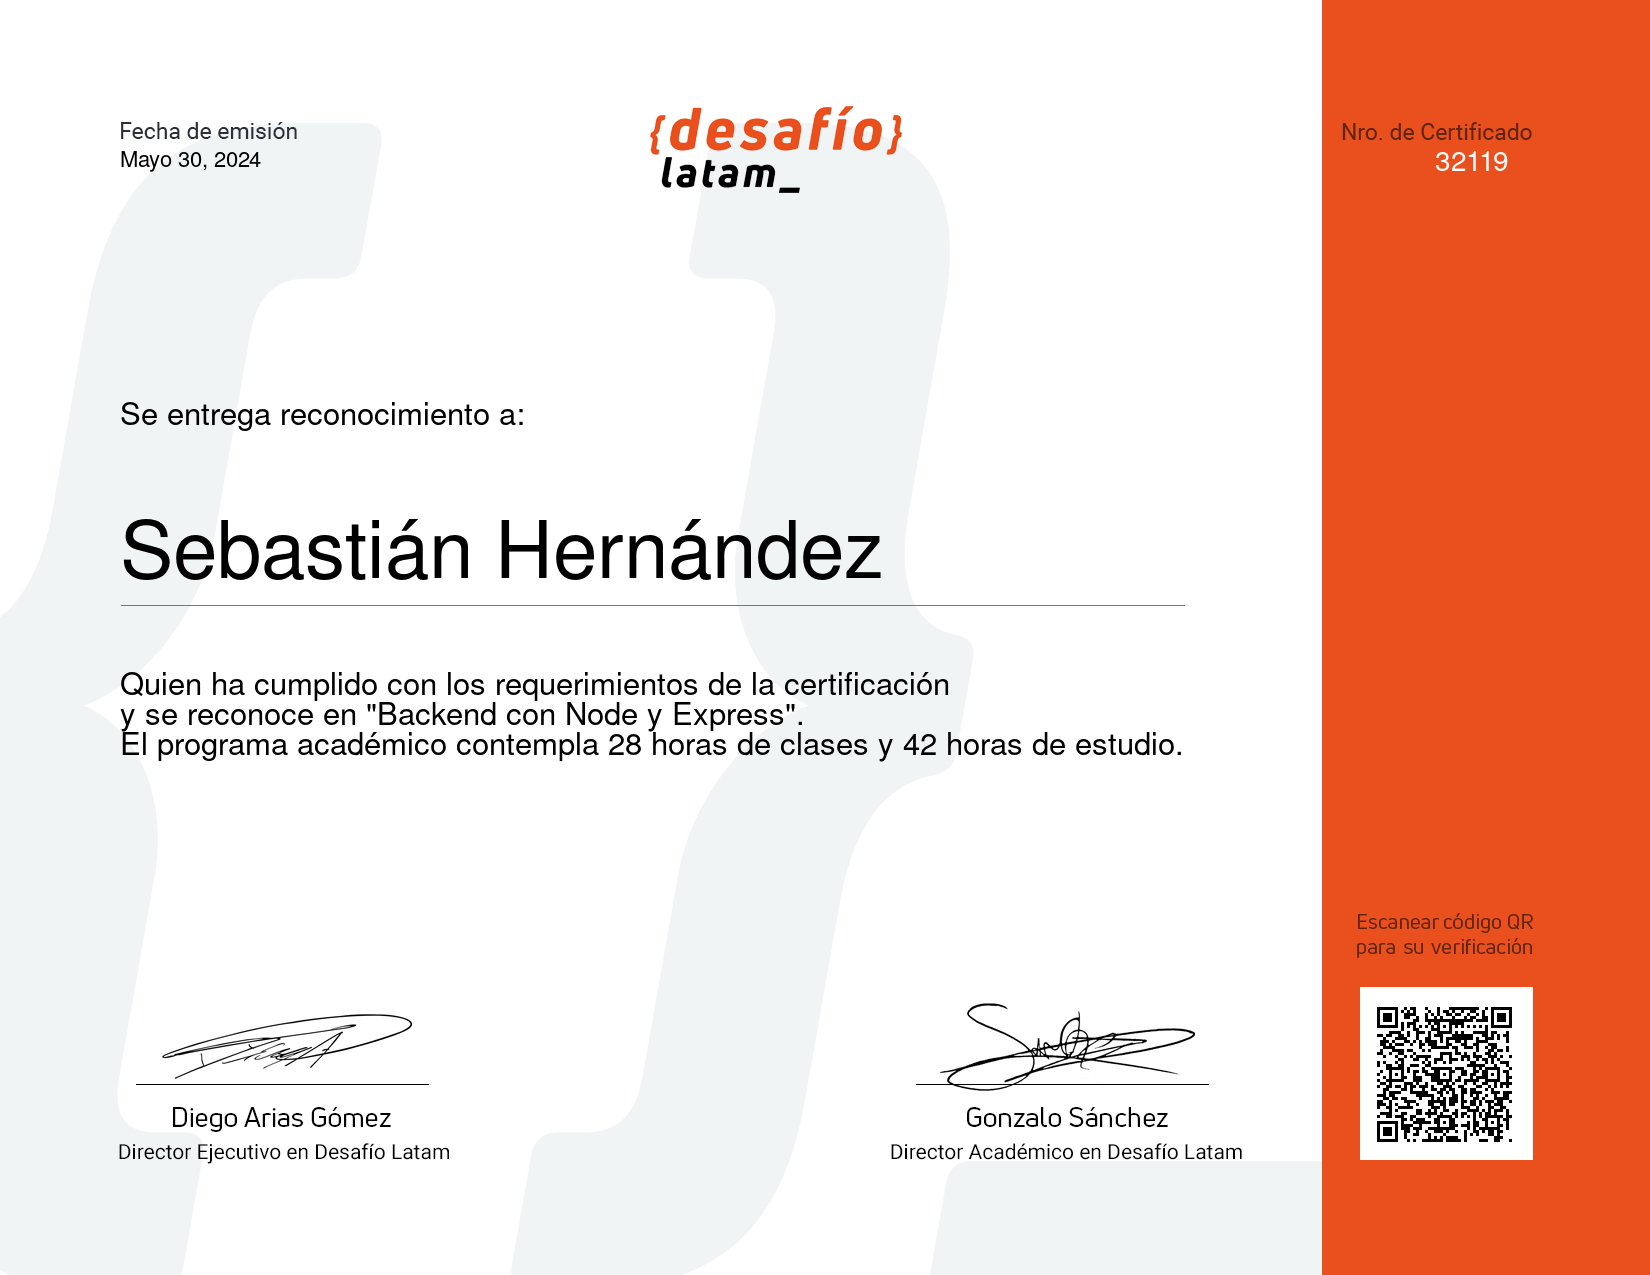 Fecha de emisión
Mayo 30, 2024
{desafío}
latam_
Nro. de Certificado
32119
Se entrega reconocimiento a:
Sebastián Hernández
Quien ha cumplido con los requerimientos de la certificación
y se reconoce en "Backend con Node y Express".
El programa académico contempla 28 horas de clases y 42 horas de estudio.
Escanear código QR
para su verificación
Diego Arias Gómez
Director Ejecutivo en Desafío Latam
Gonzalo Sánchez
Director Académico en Desafío Latam